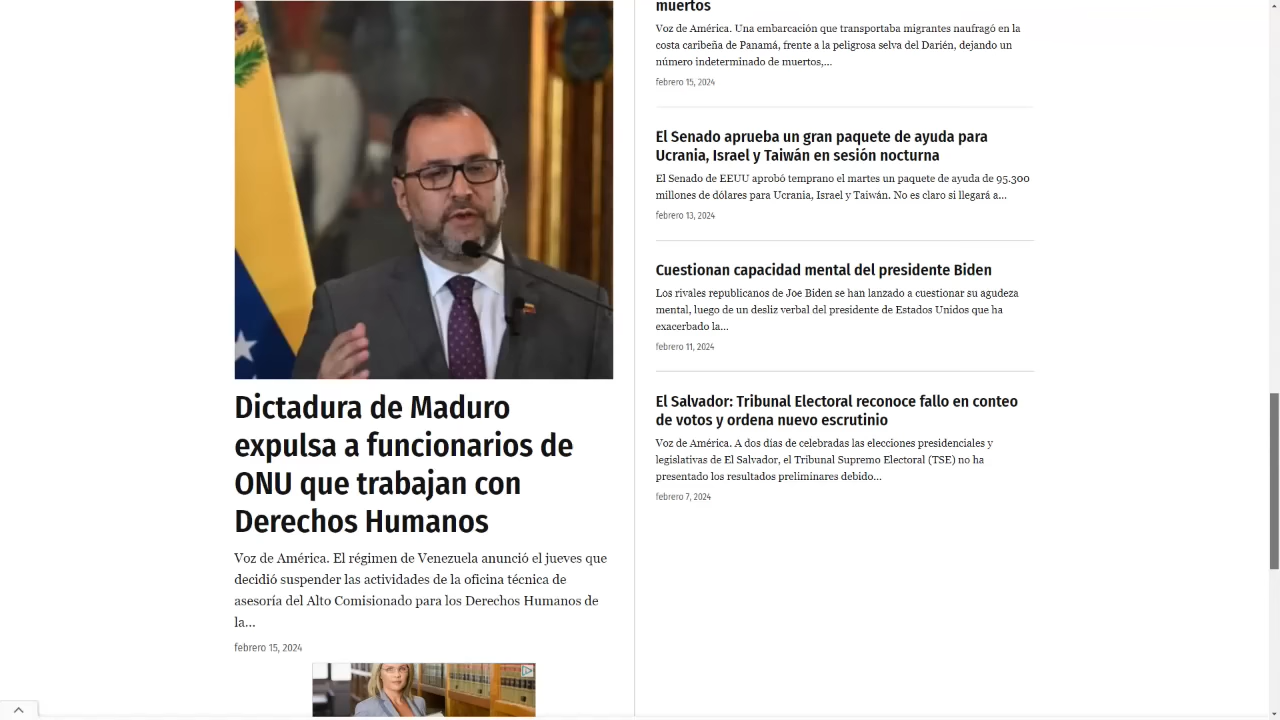 Dictadura de Maduro
expulsa a funcionarios de
ONU que trabajan con
Derechos Humanos
Voz de América. El régimen de Venezuela anunció el jueves que
decidió suspender las actividades de la oficina técnica de
asesoría del Alto Comisionado para los Derechos Humanos de
la...
febrero 15, 2024
muertos
Voz de América. Una embarcación que transportaba migrantes naufragó en la
costa caribeña de Panamá, frente a la peligrosa selva del Darién, dejando un
número indeterminado de muertos,...
febrero 15, 2024
El Senado aprueba un gran paquete de ayuda para
Ucrania, Israel y Taiwán en sesión nocturna
El Senado de EEUU aprobó temprano el martes un paquete de ayuda de 95.300
millones de dólares para Ucrania, Israel y Taiwán. No es claro si llegará a...
febrero 13, 2024
Cuestionan capacidad mental del presidente Biden
Los rivales republicanos de Joe Biden se han lanzado a cuestionar su agudeza
mental, luego de un desliz verbal del presidente de Estados Unidos que ha
exacerbado la...
febrero 11, 2024
El Salvador: Tribunal Electoral reconoce fallo en conteo
de votos y ordena nuevo escrutinio
Voz de América. A dos días de celebradas las elecciones presidenciales y
legislativas de El Salvador, el Tribunal Supremo Electoral (TSE) no ha
presentado los resultados preliminares debido...
febrero 7, 2024